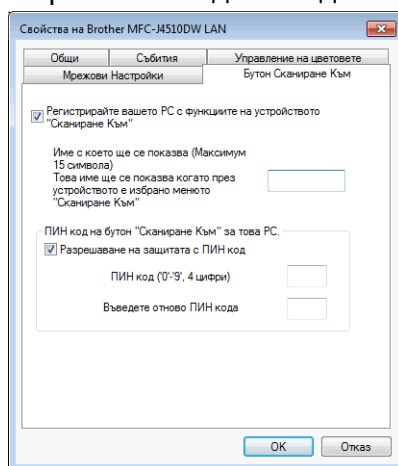 Свойства на Brother MFC-J4510DW LAN
Общи Събития Управление на цветовете
Мрежови Настройки Бутон Сканиране Към
Регистрирайте вашето PC с функциите на устройството
"Сканиране Към"
Име с което ще се показва (Максимум
15 символа)
Това име ще се показва когато през
устройството е избрано менюто
"Сканиране Към"
ПИН код на бутон "Сканиране Към" за това PC.
Разрешаване на защитата с ПИН код
ПИН код ('0'-'9', 4 цифри)
Въведете отново ПИН кода
OK Отказ